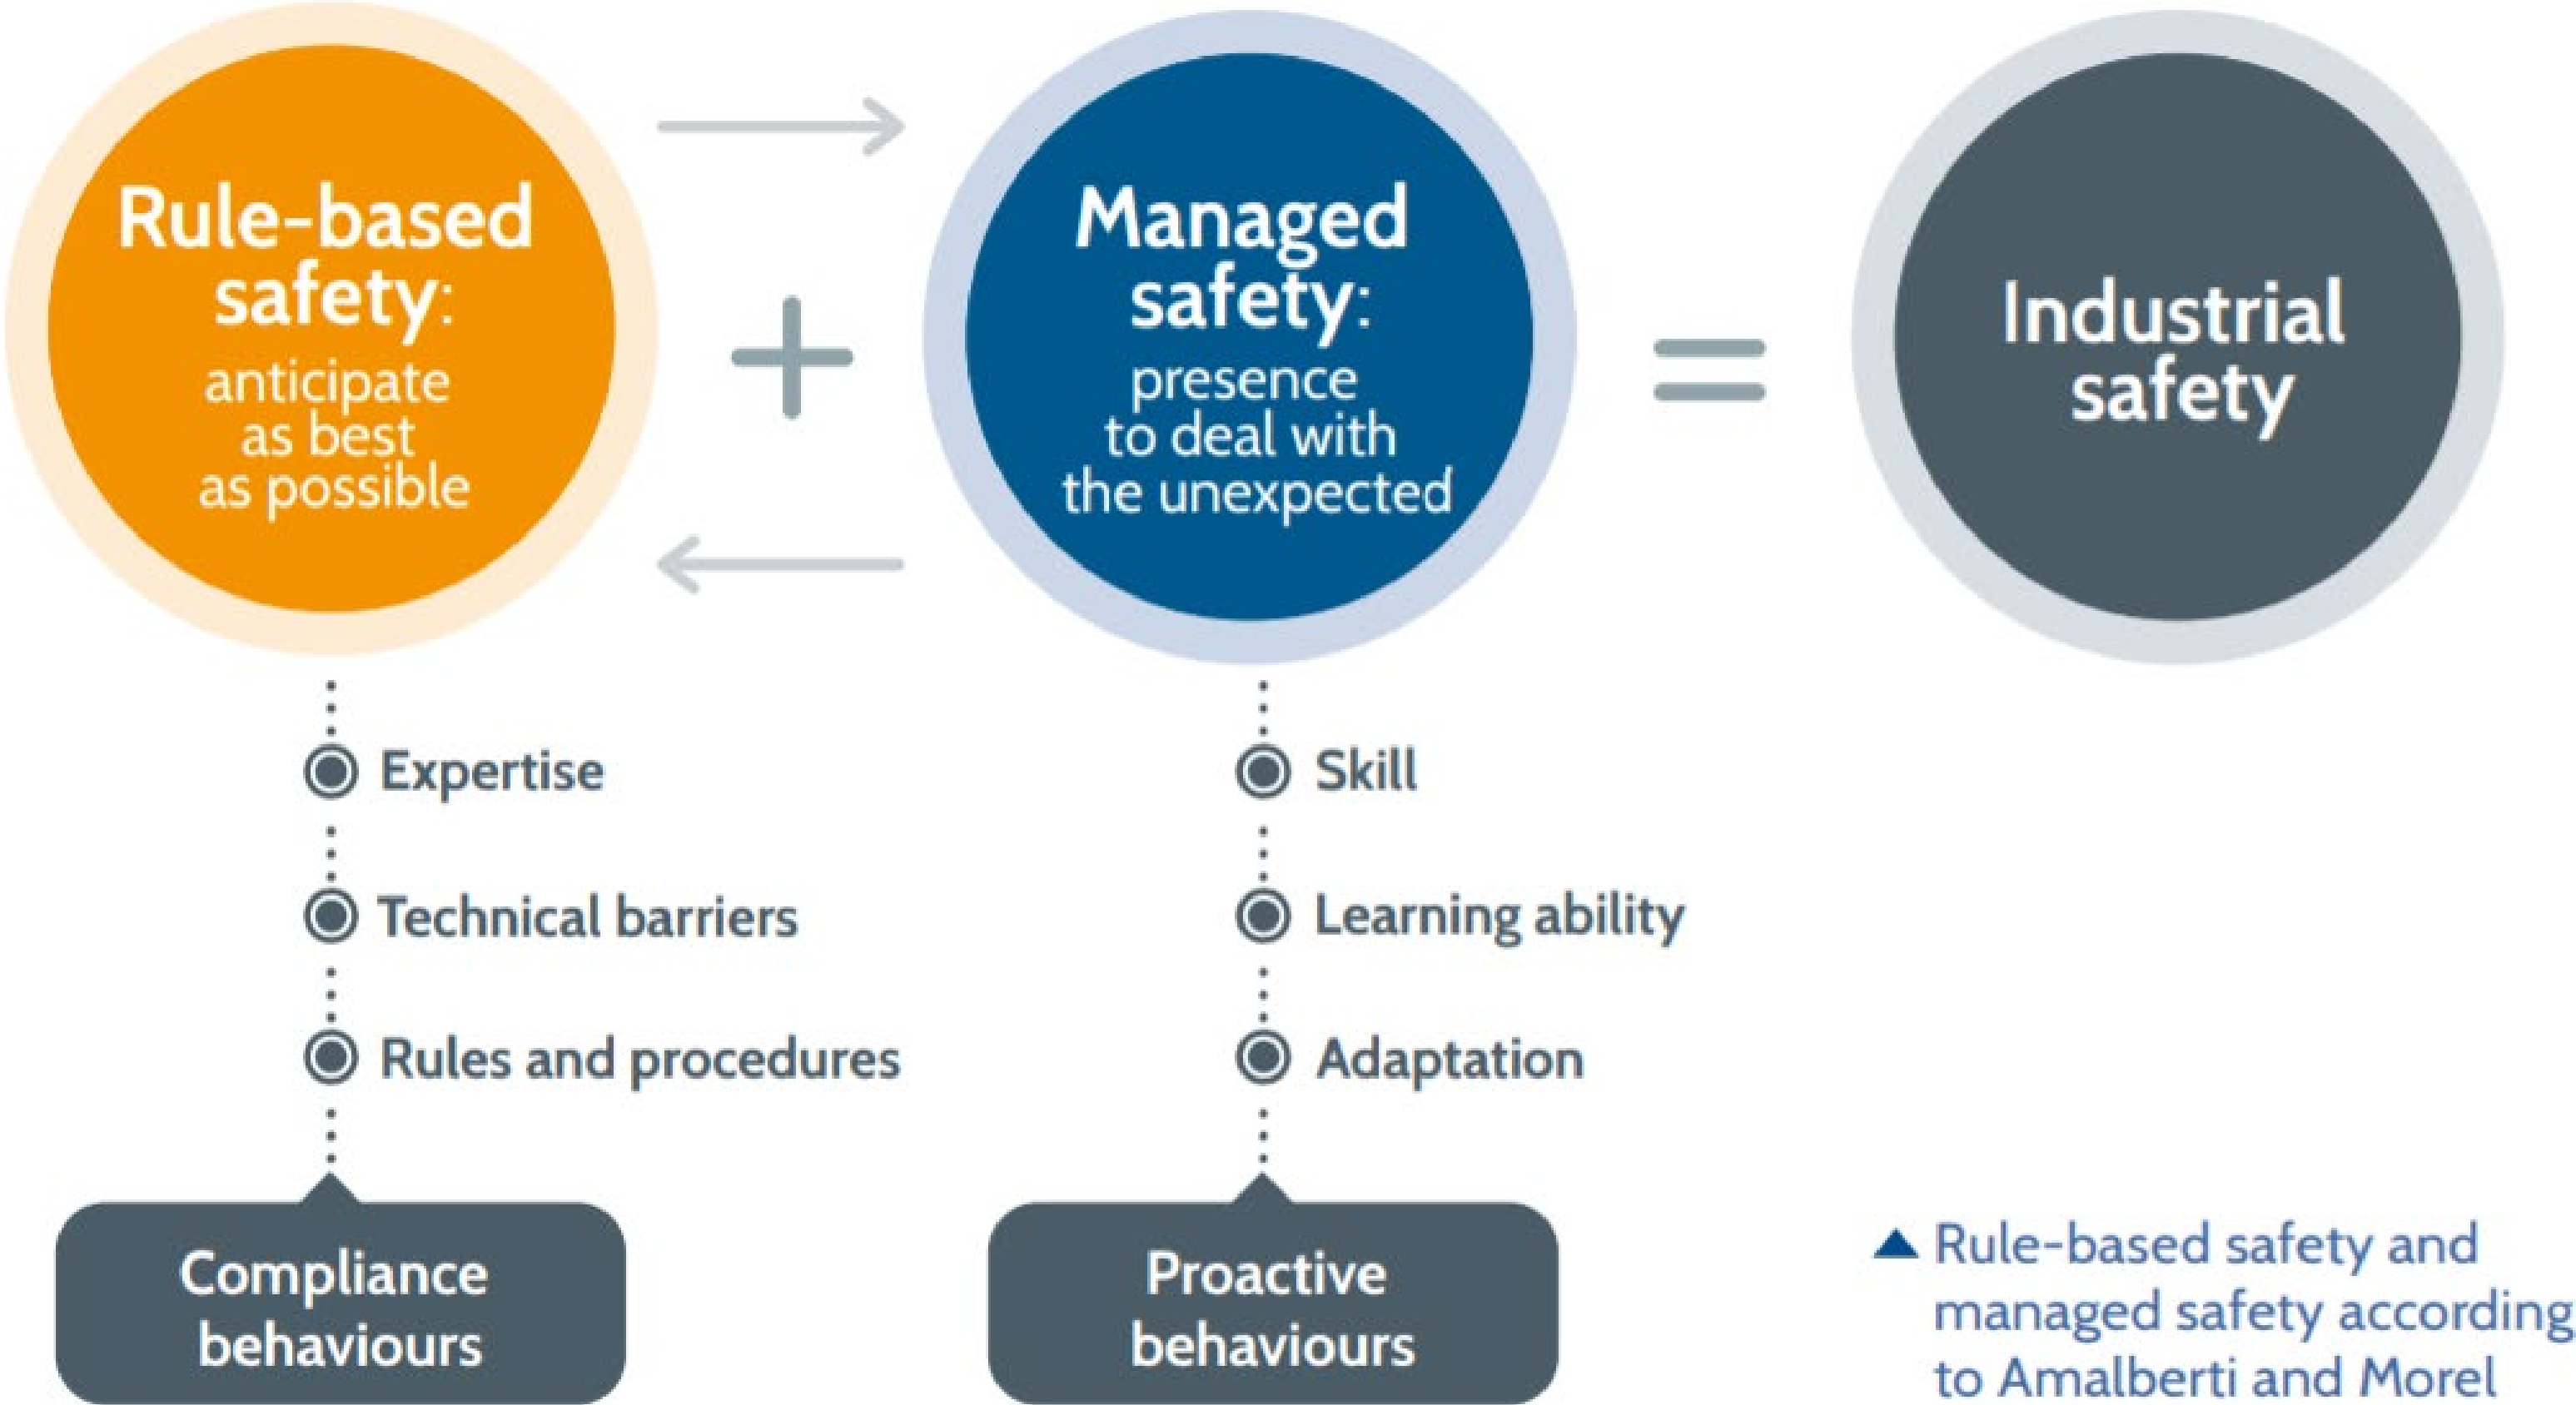 Rule-based
safety:
anticipate
as best
as possible
+
Managed
safety:
presence
to deal with
the unexpected
=
Industrial
safety
Expertise
Technical barriers
Rules and procedures
Compliance
behaviours
Skill
Learning ability
Adaptation
Proactive
behaviours
Rule-based safety and
managed safety according
to Amalberti and Morel